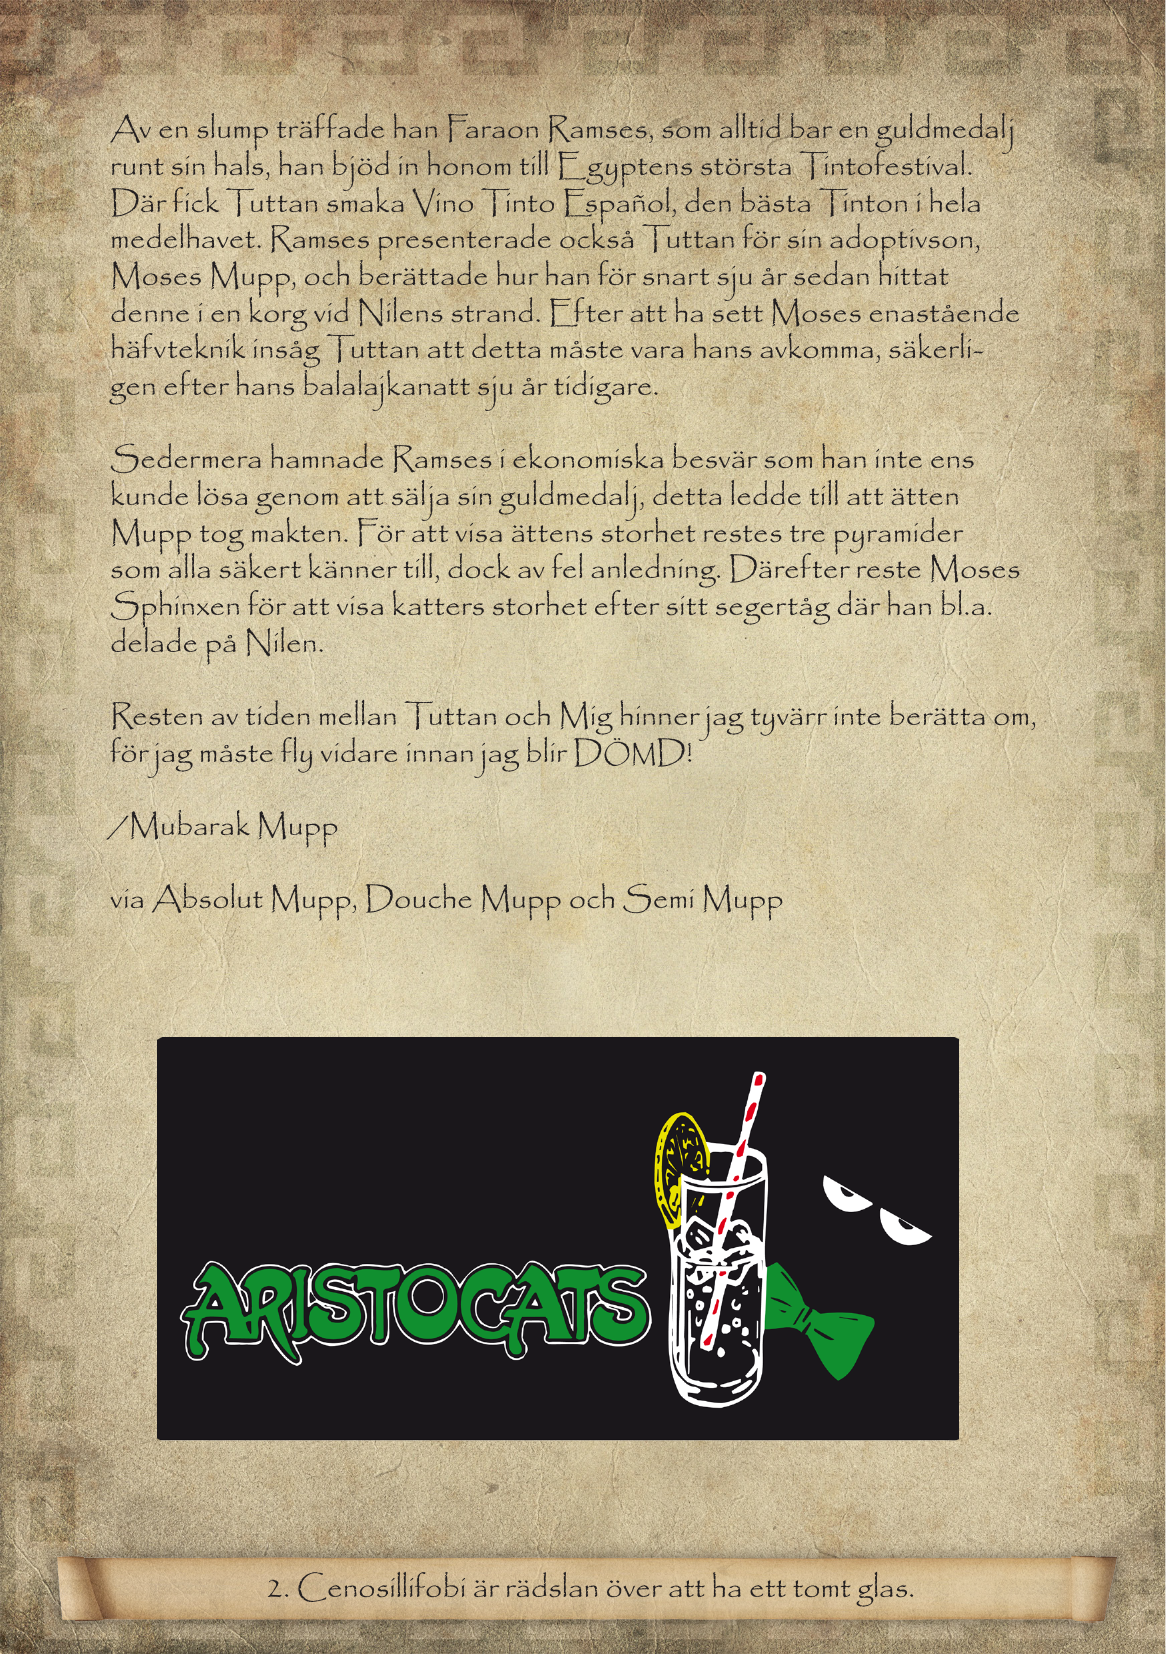 Av en slump träffade han Faraon Ramses, som alltid bar en guldmedalj
runt sin hals, han bjöd in honom till Egyptens största Tintofestival.
Där fick Tuttan smaka Vino Tinto Español, den bästa Tinton i hela
medelhavet. Ramses presenterade också Tuttan för sin adoptivson,
Moses Mupp, och berättade hur han för snart sju år sedan hittat
denne i en korg vid Nilens strand. Efter att ha sett Moses enastående
häfvteknik insåg Tuttan att detta måste vara hans avkomma, säkerli-
gen efter hans balalajkanatt sju år tidigare.

Sedermera hamnade Ramses i ekonomiska besvär som han inte ens
kunde lösa genom att sälja sin guldmedalj, detta ledde till att ätten
Mupp tog makten. För att visa ättens storhet restes tre pyramider
som alla säkert känner till, dock av fel anledning. Därefter reste Moses
Sphinxen för att visa katters storhet efter sitt segertåg där han bl.a.
delade på Nilen.

Resten av tiden mellan Tuttan och Mig hinner jag tyvärr inte berätta om,
för jag måste fly vidare innan jag blir DÖMD!

/Mubarak Mupp

via Absolut Mupp, Douche Mupp och Semi Mupp

ARISTOCATS

2. Cenosillifobi är rädslan över att ha ett tomt glas.